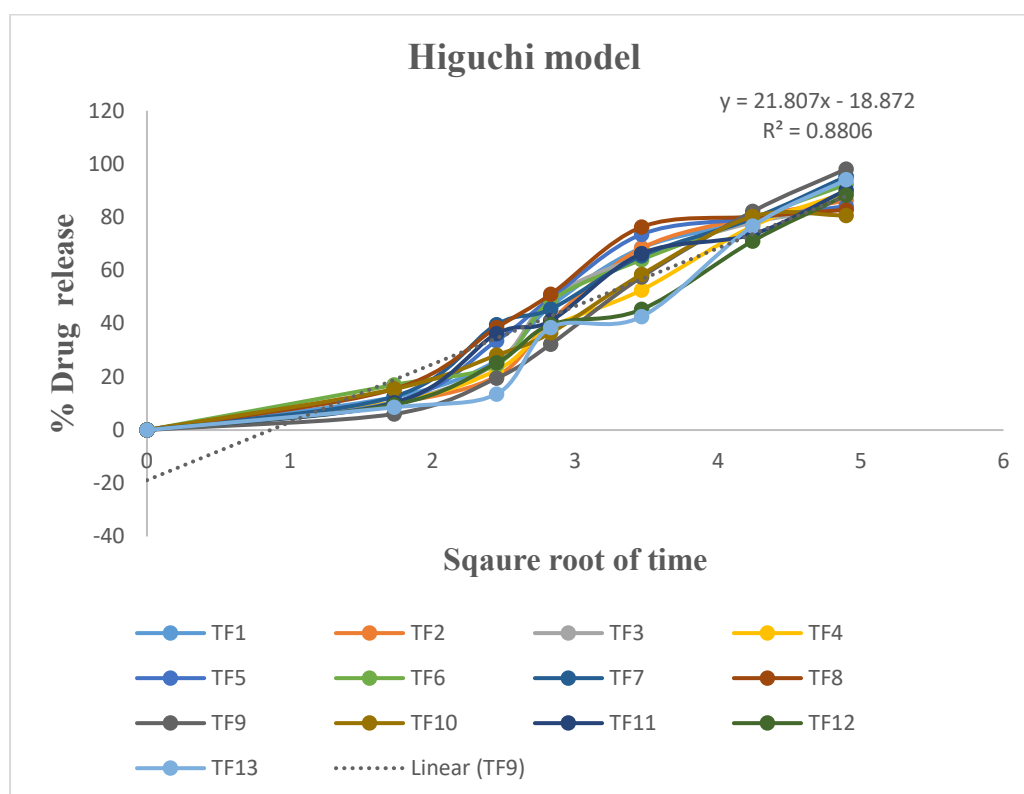 Higuchi model
y = 21.807x - 18.872
R² = 0.8806
120
100
80
60
40
20
0
-20
-40
% Drug release
0 1 2 3 4 5 6
Sqaure root of time
TF1 TF2 TF3 TF4
TF5 TF6 TF7 TF8
TF9 TF10 TF11 TF12
TF13 Linear (TF9)